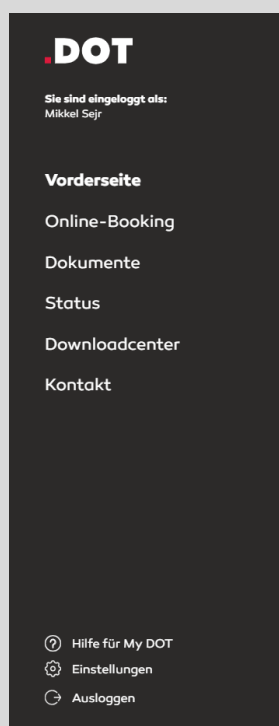 .DOT
Sie sind eingeloggt als:
Mikkel Sejr
Vorderseite
Online-Booking
Dokumente
Status
Downloadcenter
Kontakt
Hilfe für My DOT
Einstellungen
Ausloggen